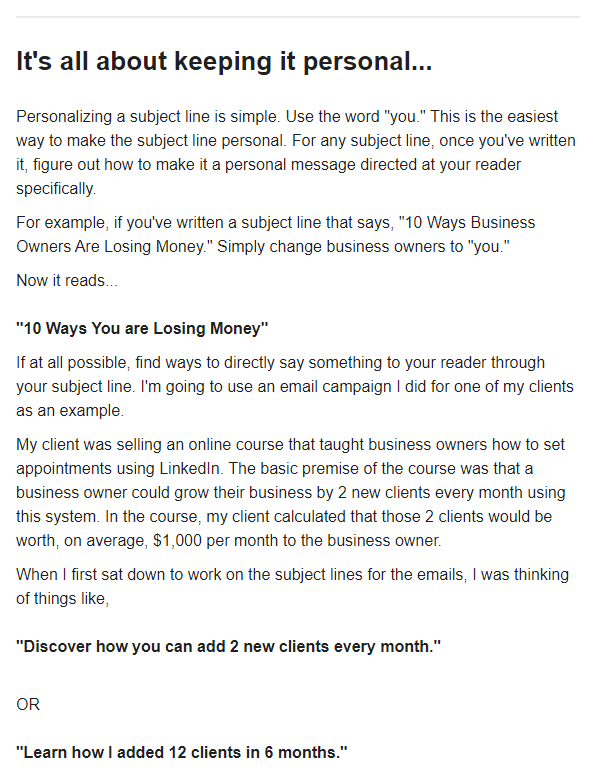 It's all about keeping it personal...
Personalizing a subject line is simple. Use the word "you." This is the easiest
way to make the subject line personal. For any subject line, once you've written
it, figure out how to make it a personal message directed at your reader
specifically.
For example, if you've written a subject line that says, "10 Ways Business
Owners Are Losing Money." Simply change business owners to "you."
Now it reads...
"10 Ways You are Losing Money"
If at all possible, find ways to directly say something to your reader through
your subject line. I'm going to use an email campaign I did for one of my clients
as an example.
My client was selling an online course that taught business owners how to set
appointments using LinkedIn. The basic premise of the course was that a
business owner could grow their business by 2 new clients every month using
this system. In the course, my client calculated that those 2 clients would be
worth, on average, $1,000 per month to the business owner.
When I first sat down to work on the subject lines for the emails, I was thinking
of things like,
"Discover how you can add 2 new clients every month."
OR
"Learn how I added 12 clients in 6 months."